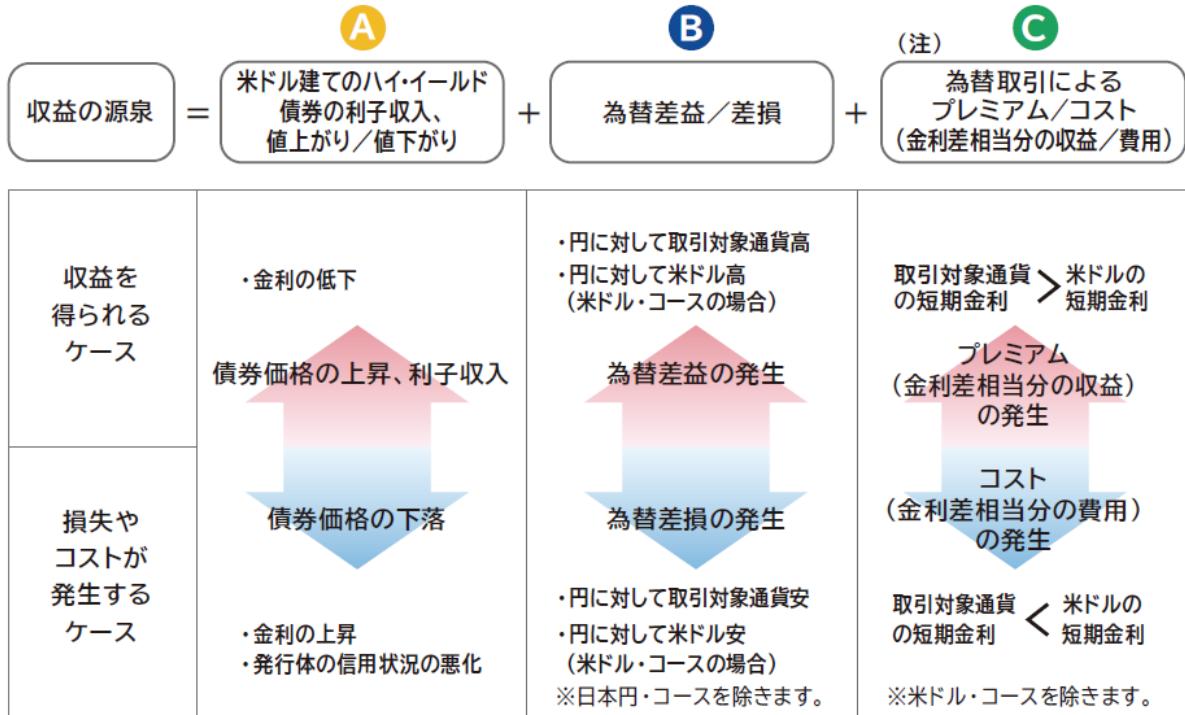 A
B
C
(注)
収益の源泉
=
米ドル建てのハイ・イールド
債券の利子収入、
値上がり/値下がり
+
為替差益/差損
+
為替取引による
プレミアム/コスト
(金利差相当分の収益/費用)
収益を
得られる
ケース
・金利の低下
債券価格の上昇、利子収入
・円に対して取引対象通貨高
・円に対して米ドル高
(米ドル・コースの場合)
為替差益の発生
取引対象通貨
の短期金利
>
米ドルの
短期金利
プレミアム
(金利差相当分の収益)
の発生
損失や
コストが
発生する
ケース
債券価格の下落
・金利の上昇
・発行体の信用状況の悪化
為替差損の発生
・円に対して取引対象通貨安
・円に対して米ドル安
(米ドル・コースの場合)
※日本円・コースを除きます。
コスト
(金利差相当分の費用)
の発生
取引対象通貨
の短期金利
<
米ドルの
短期金利
※米ドル・コースを除きます。